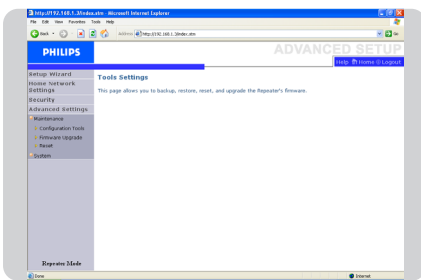 http://192.168.1.3/index.stm - Microsoft Internet Explorer
File Edit View Favorites Tools Help
Back
Address http://192.168.1.3/index.stm Go
PHILIPS
ADVANCED SETUP
Help Home Logout
Setup Wizard
Home Network Settings
Security
Advanced Settings
Maintenance
Configuration Tools
Firmware Upgrade
Reset
System
Tools Settings
This page allows you to backup, restore, reset, and upgrade the Repeater's firmware.
Repeater Mode
Done Internet